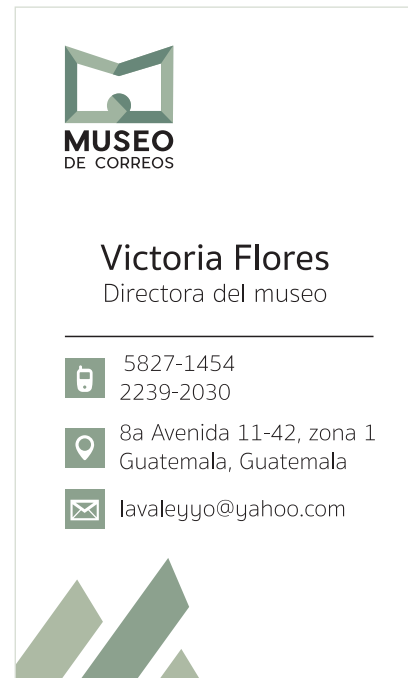 MUSEO
DE CORREOS
Victoria Flores
Directora del museo
5827-1454
2239-2030
8a Avenida 11-42, zona 1
Guatemala, Guatemala
lavaleyyo@yahoo.com